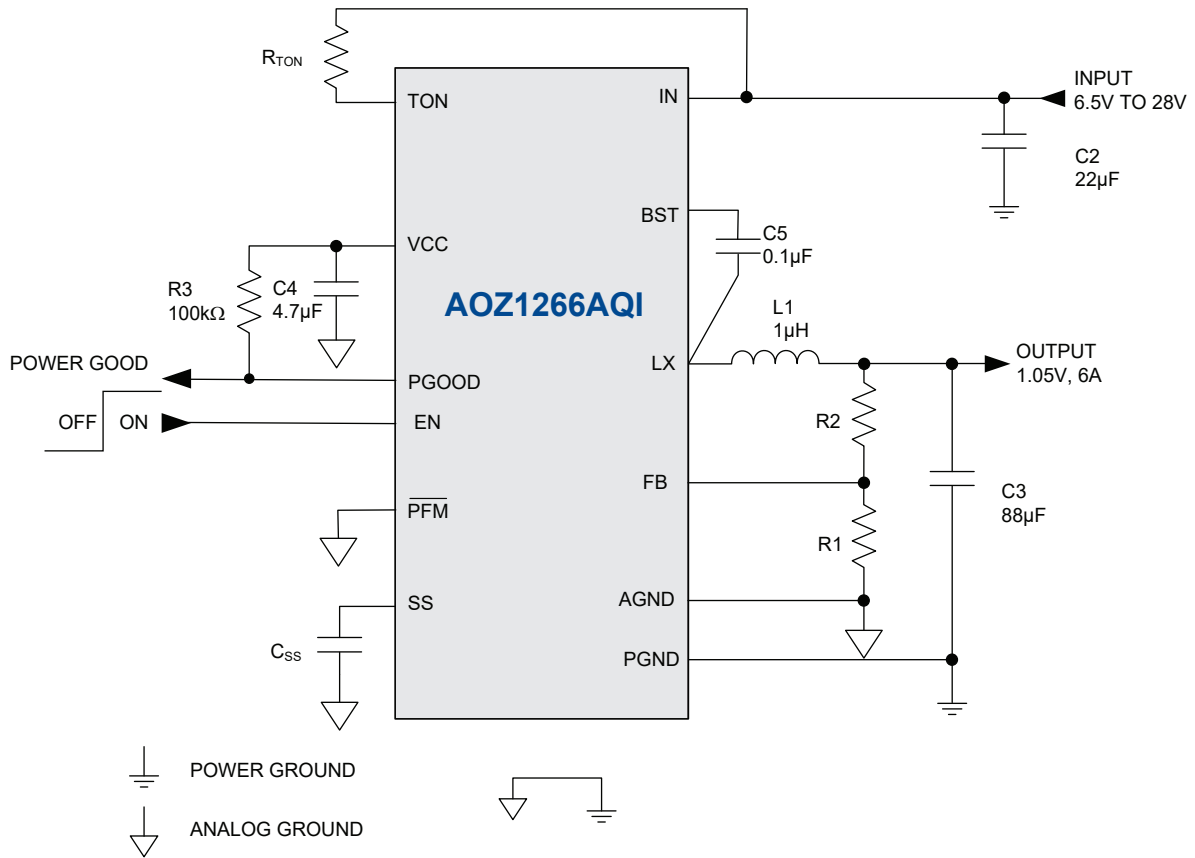 R_TON
TON
IN
INPUT
6.5V TO 28V
C2
22µF
BST
C5
0.1µF
VCC
R3
100kΩ
C4
4.7µF
AOZ1266AQI
L1
1µH
LX
OUTPUT
1.05V, 6A
POWER GOOD
PGOOD
OFF ON
EN
R2
FB
C3
88µF
PFM
R1
SS
AGND
C_SS
PGND
POWER GROUND
ANALOG GROUND